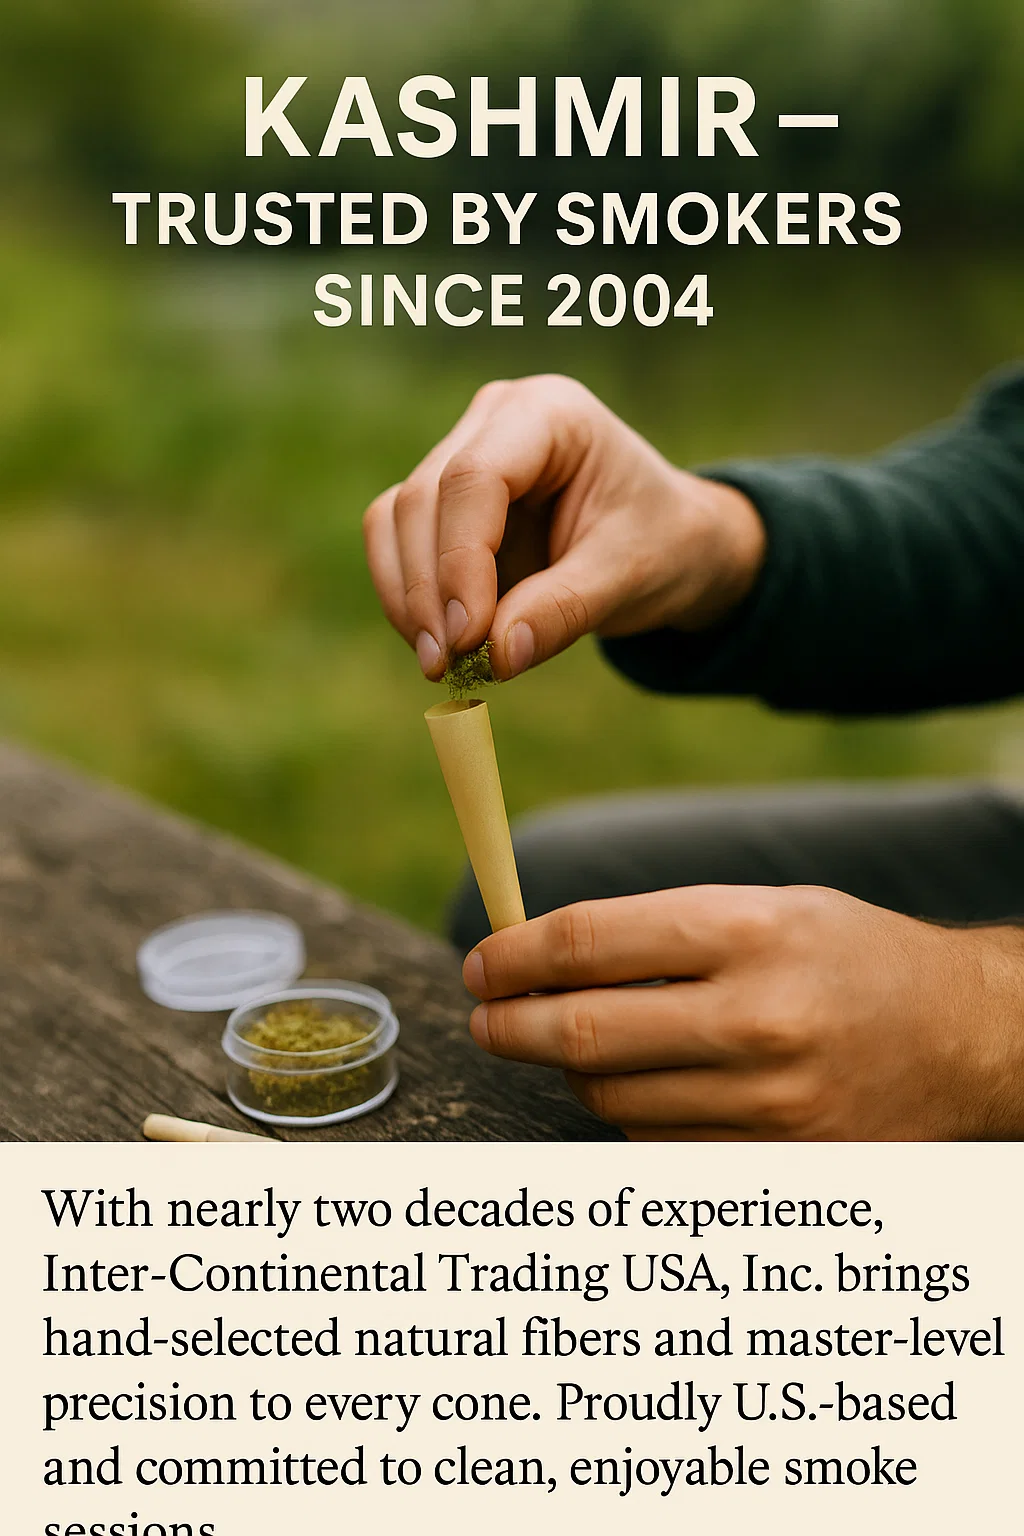 KASHMIR–
TRUSTED BY SMOKERS
SINCE 2004
With nearly two decades of experience,
Inter-Continental Trading USA, Inc. brings
hand-selected natural fibers and master-level
precision to every cone. Proudly U.S.-based
and committed to clean, enjoyable smoke
sessions